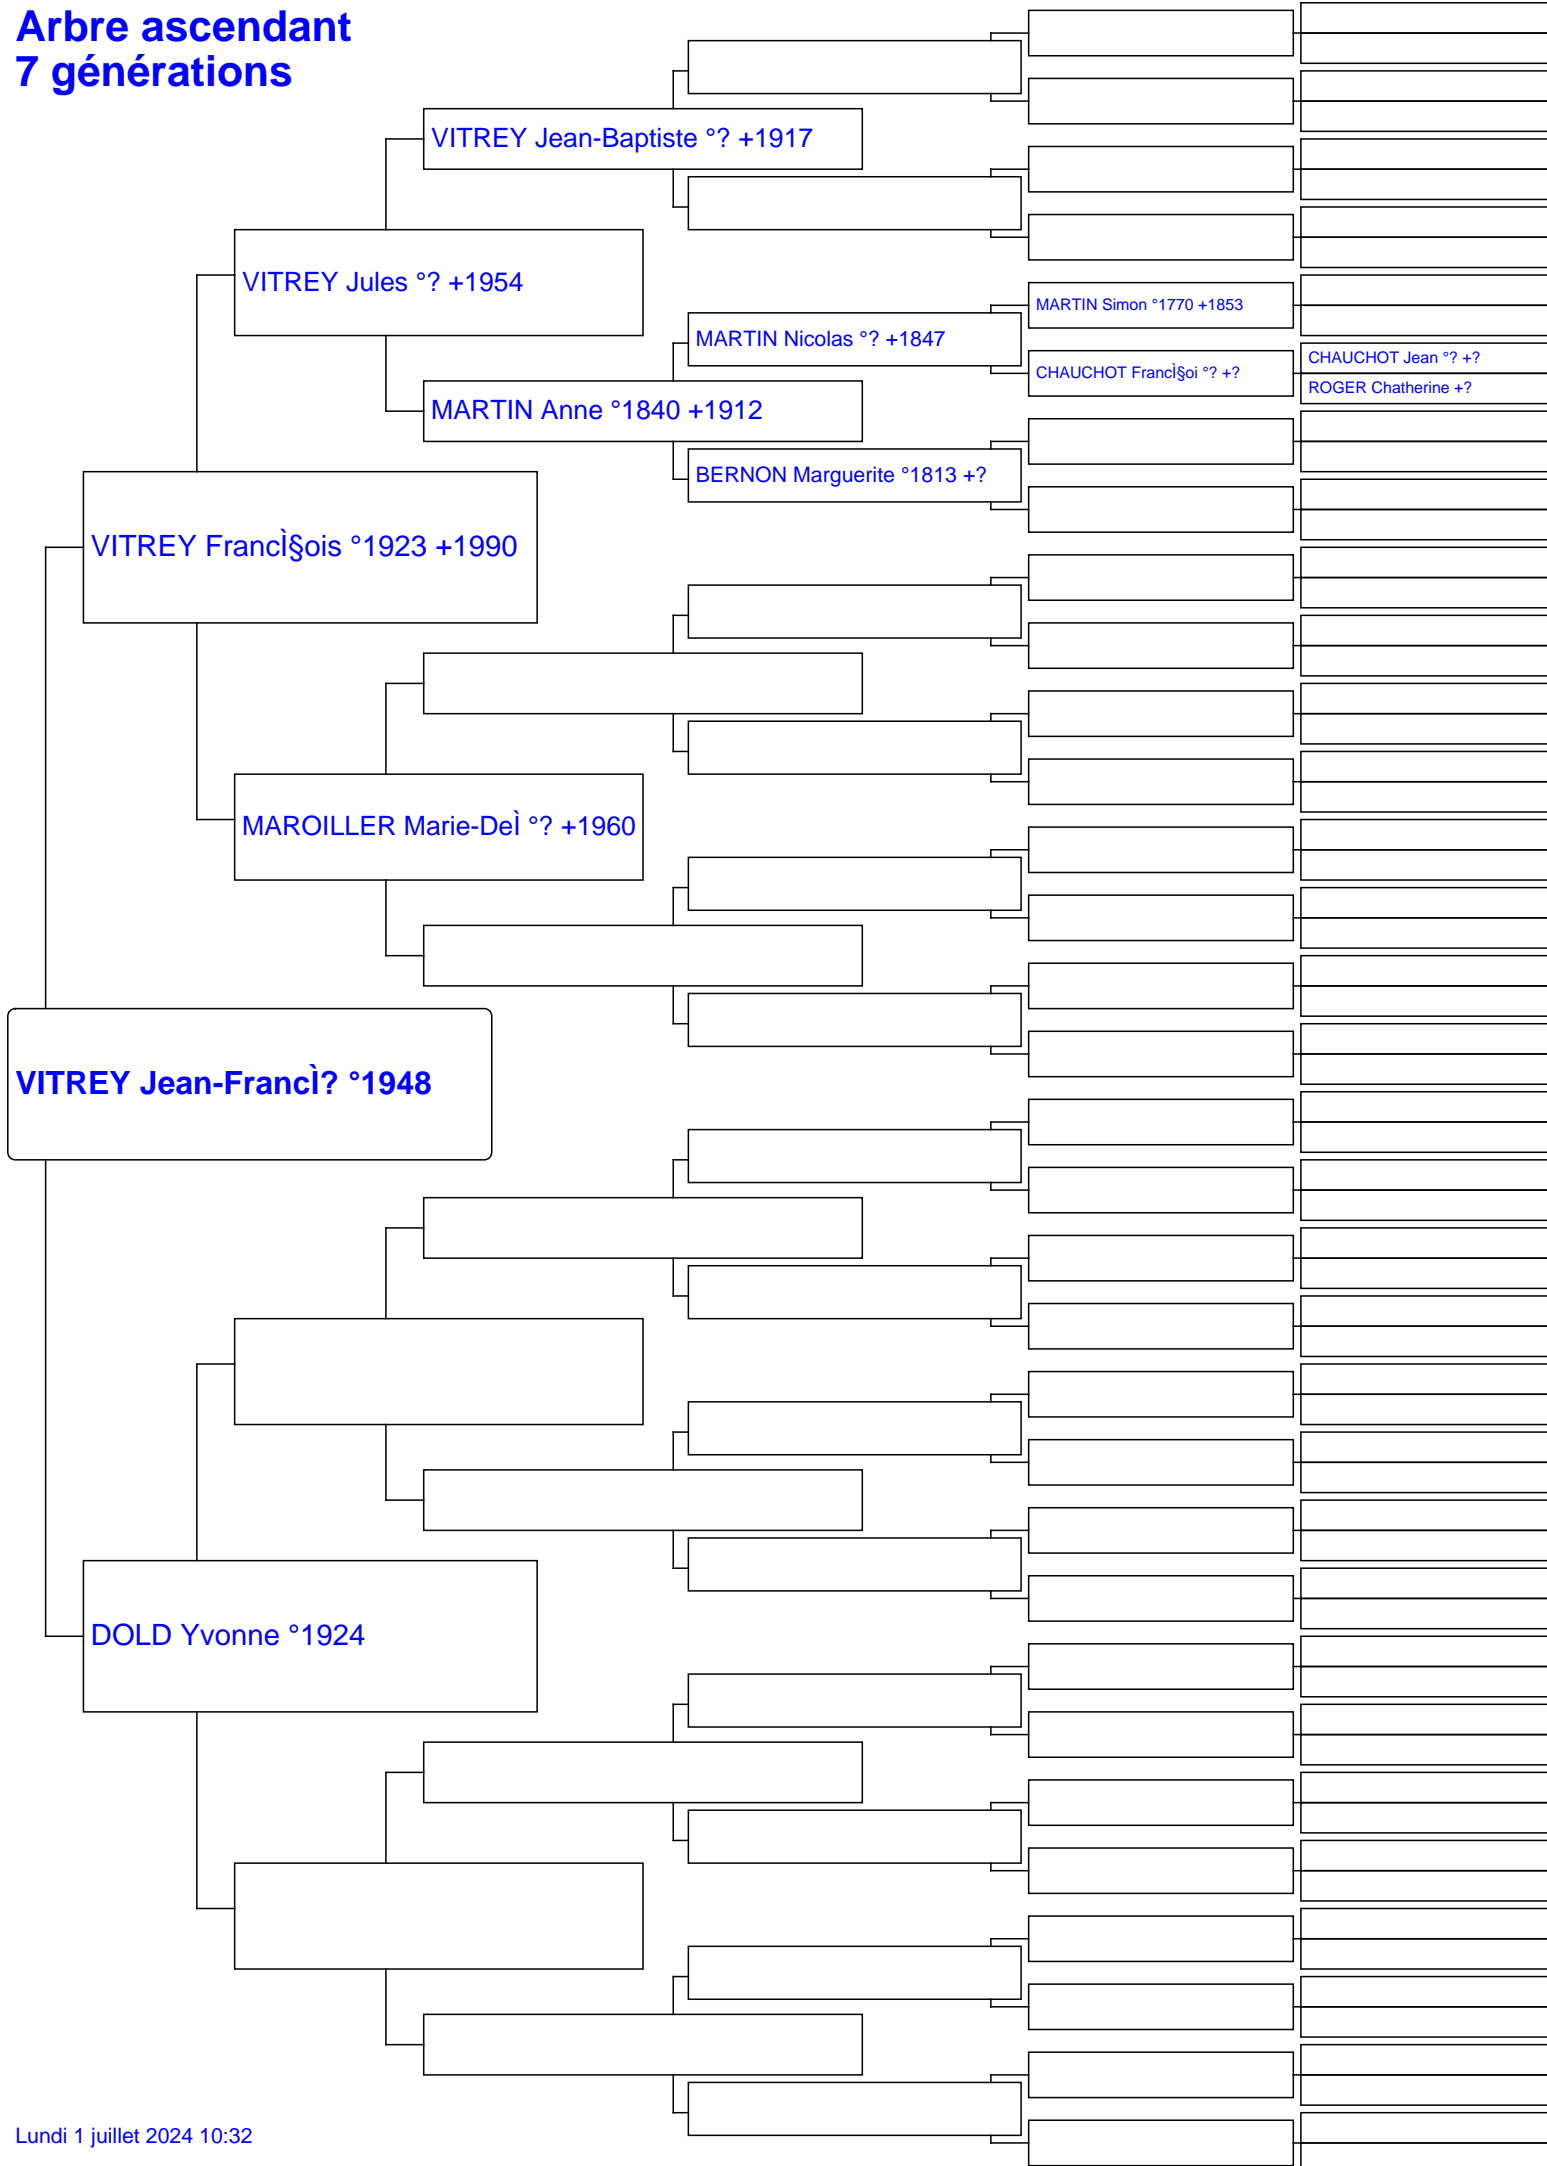 Arbre ascendant
7 générations
VITREY Jean-Baptiste °? +1917
VITREY Jules °? +1954
MARTIN Simon °1770 +1853
MARTIN Nicolas °? +1847
CHAUCHOT Jean °? +?
CHAUCHOT FrancÌ§oi °? +?
ROGER Chatherine +?
MARTIN Anne °1840 +1912
BERNON Marguerite °1813 +?
VITREY FrancÌ§ois °1923 +1990
MAROILLER Marie-DeÌ °? +1960
VITREY Jean-FrancÌ? °1948
DOLD Yvonne °1924
Lundi 1 juillet 2024 10:32